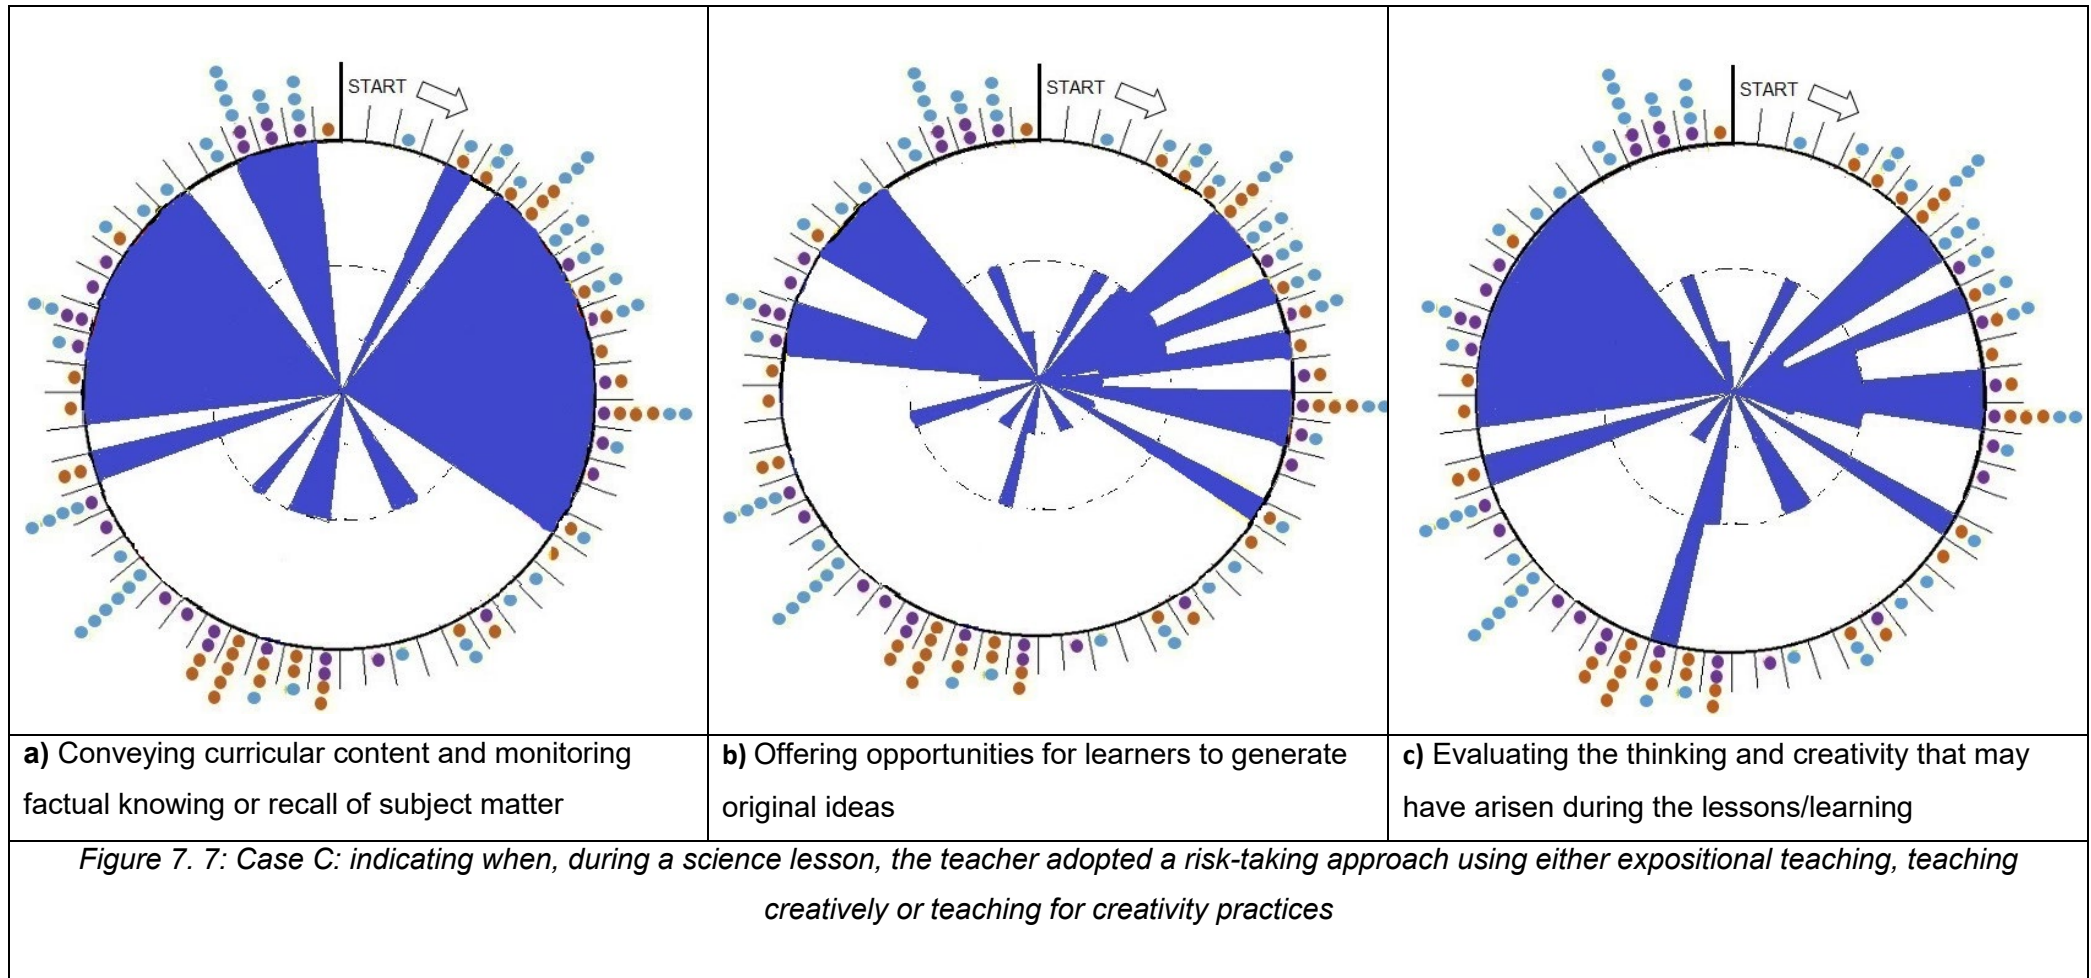 START
START
START
a) Conveying curricular content and monitoring
factual knowing or recall of subject matter
b) Offering opportunities for learners to generate
original ideas
c) Evaluating the thinking and creativity that may
have arisen during the lessons/learning
Figure 7. 7: Case C: indicating when, during a science lesson, the teacher adopted a risk-taking approach using either expositional teaching, teaching
creatively or teaching for creativity practices